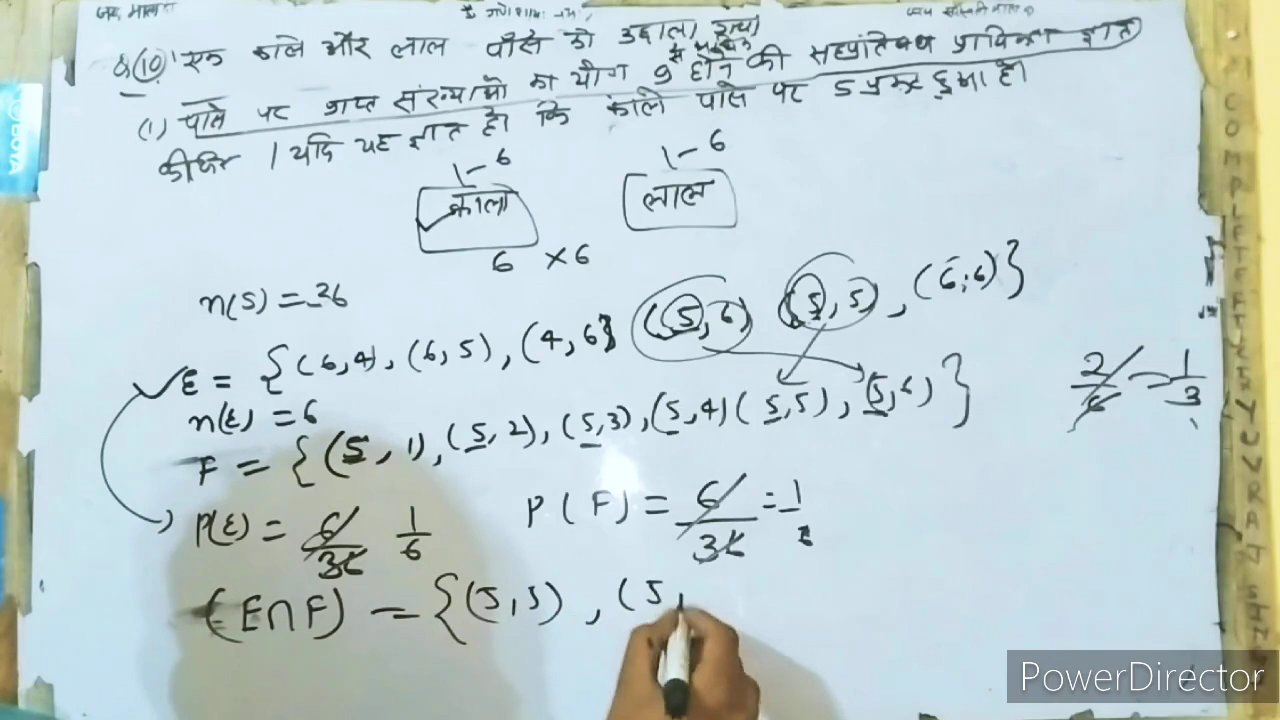 Q(10) एक काले और लाल पासे को उछाला गया
(1) पासे पर प्राप्त संख्याओ का योग 9 से होने की सप्रतिबंध प्रायिकता ज्ञात
कीजिए । यदि यह ज्ञात हो कि काले पासे पर 5 प्रकट हुआ है।
1-6 1-6
काला लाल
6 × 6
n(S) = 36
E = {(6,4), (6,5), (4,6} (5,6) (5,5), (6,6)}
n(E) = 6
F = {(5,1), (5,2), (5,3), (5,4) (5,5), (5,6)}
2/6 = 1/3
P(E) = 6/36 1/6 P(F) = 6/36 = 1/6
(E∩F) = {(5,5), (5,
COMPLETE
YUVRAJ
PowerDirector